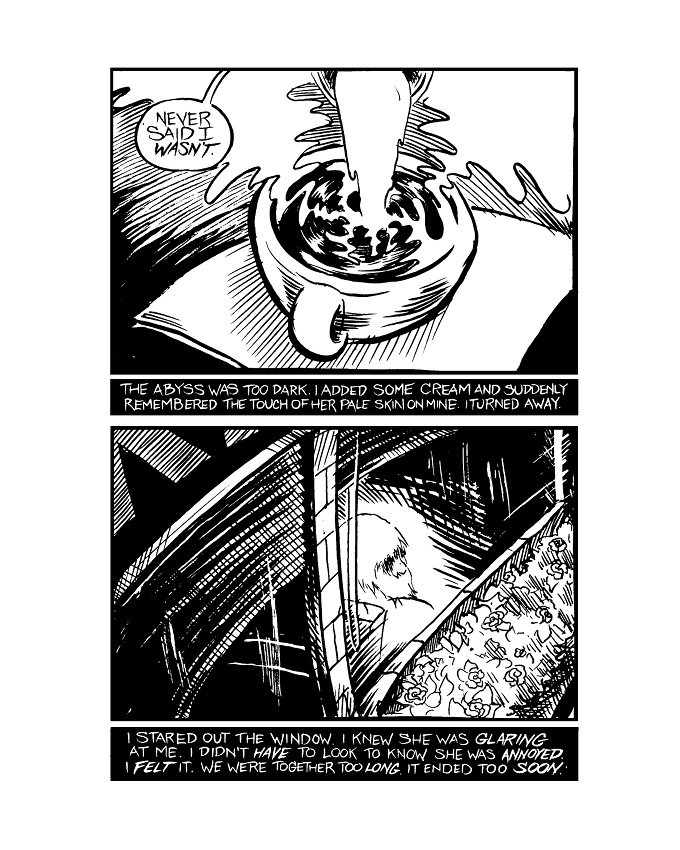 NEVER
SAID I
WASN'T.
THE ABYSS WAS TOO DARK. I ADDED SOME CREAM AND SUDDENLY
REMEMBERED THE TOUCH OF HER PALE SKIN ON MINE. I TURNED AWAY.
I STARED OUT THE WINDOW. I KNEW SHE WAS GLARING
AT ME. I DIDN'T HAVE TO LOOK TO KNOW SHE WAS ANNOYED.
I FELT IT. WE WERE TOGETHER TOO LONG. IT ENDED TOO SOON.